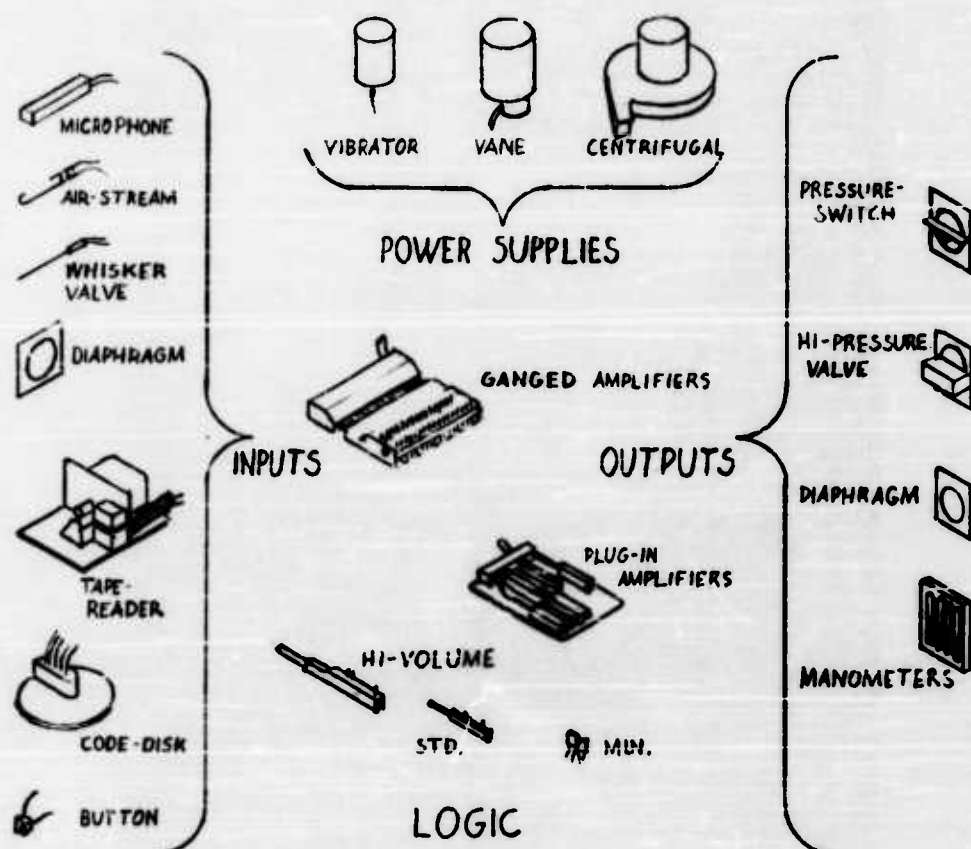 VIBRATOR
VANE
CENTRIFUGAL
POWER SUPPLIES
MICROPHONE
AIR-STREAM
WHISKER
VALVE
DIAPHRAGM
TAPE-
READER
CODE-DISK
BUTTON
INPUTS
GANGED AMPLIFIERS
PLUG-IN
AMPLIFIERS
HI-VOLUME
STD.
MIN.
LOGIC
OUTPUTS
PRESSURE-
SWITCH
HI-PRESSURE
VALVE
DIAPHRAGM
MANOMETERS